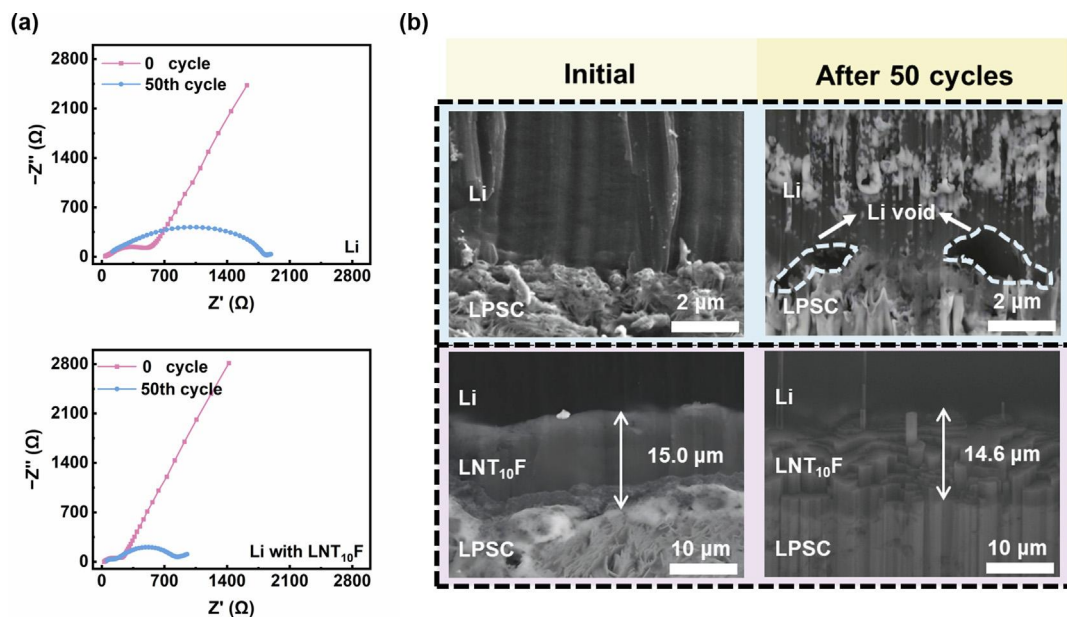 (a)
2800
2100
1400
700
0
−Z″ (Ω)
0 cycle
50th cycle
Li
0 700 1400 2100 2800
Z′ (Ω)
2800
2100
1400
700
0
−Z″ (Ω)
0 cycle
50th cycle
Li with LNT₁₀F
0 700 1400 2100 2800
Z′ (Ω)
(b)
Initial
After 50 cycles
Li
LPSC
2 µm
Li
Li void
LPSC
2 µm
Li
LNT₁₀F
15.0 µm
LPSC
10 µm
Li
LNT₁₀F
14.6 µm
LPSC
10 µm